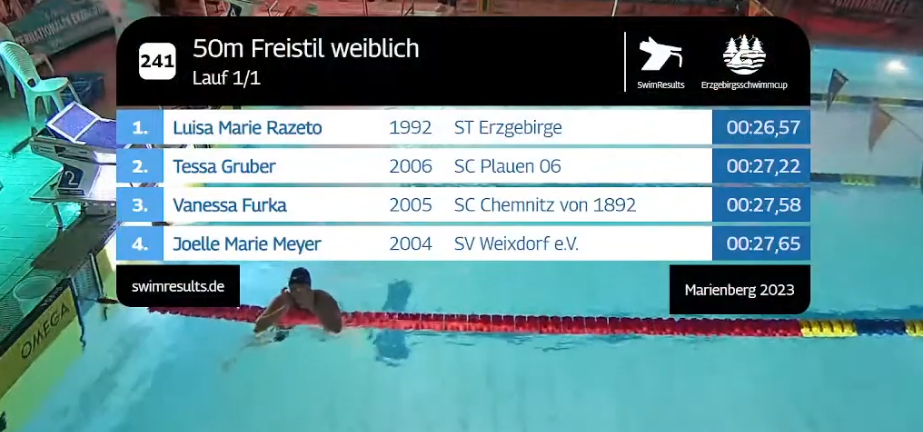 241
50m Freistil weiblich
Lauf 1/1
SwimResults
Erzgebirgsschwimmcup
1. Luisa Marie Razeto 1992 ST Erzgebirge 00:26,57
2. Tessa Gruber 2006 SC Plauen 06 00:27,22
3. Vanessa Furka 2005 SC Chemnitz von 1892 00:27,58
4. Joelle Marie Meyer 2004 SV Weixdorf e.V. 00:27,65
swimresults.de
Marienberg 2023
2
OMEGA